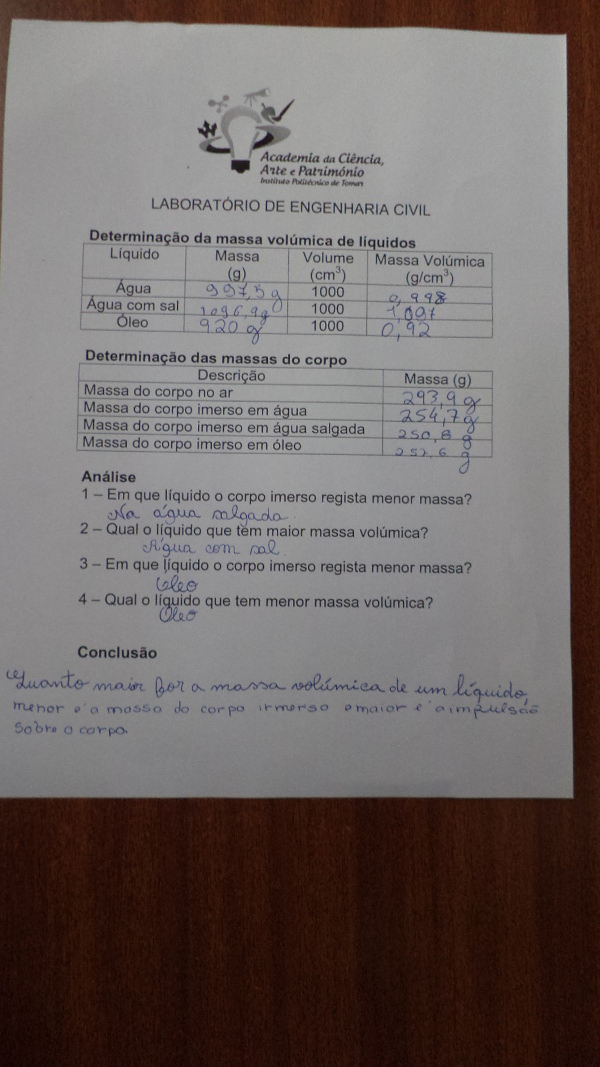 Academia da Ciência,
Arte e Património
Instituto Politécnico de Tomar
LABORATÓRIO DE ENGENHARIA CIVIL
Determinação da massa volúmica de líquidos
Líquido Massa (g) Volume (cm³) Massa Volúmica (g/cm³)
Água 997,5 g 1000 0,998
Água com sal 1096,9g 1000 1,097
Óleo 920 g 1000 0,92
Determinação das massas do corpo
Descrição Massa (g)
Massa do corpo no ar 293,9 g
Massa do corpo imerso em água 254,7 g
Massa do corpo imerso em água salgada 250,8 g
Massa do corpo imerso em óleo g
Análise
1 – Em que líquido o corpo imerso regista menor massa?
Na água salgada.
2 – Qual o líquido que tem maior massa volúmica?
Água com sal.
3 – Em que líquido o corpo imerso regista menor massa?
Óleo
4 – Qual o líquido que tem menor massa volúmica?
Óleo
Conclusão
Quanto maior for a massa volúmica de um líquido,
menor é a massa do corpo irmerso e maior é a impulsão
sobre o corpo.